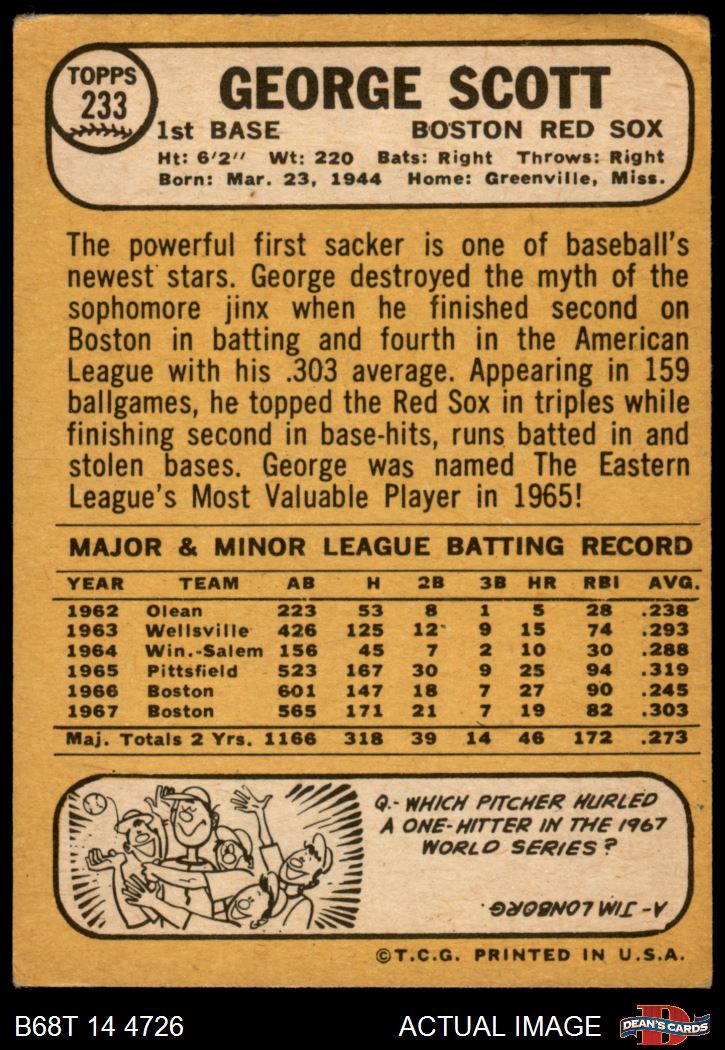 TOPPS
233
GEORGE SCOTT
1st BASE BOSTON RED SOX
Ht: 6'2" Wt: 220 Bats: Right Throws: Right
Born: Mar. 23, 1944 Home: Greenville, Miss.
The powerful first sacker is one of baseball's
newest stars. George destroyed the myth of the
sophomore jinx when he finished second on
Boston in batting and fourth in the American
League with his .303 average. Appearing in 159
ballgames, he topped the Red Sox in triples while
finishing second in base-hits, runs batted in and
stolen bases. George was named The Eastern
League's Most Valuable Player in 1965!
MAJOR & MINOR LEAGUE BATTING RECORD
YEAR TEAM AB H 2B 3B HR RBI AVG.
1962 Olean 223 53 8 1 5 28 .238
1963 Wellsville 426 125 12 9 15 74 .293
1964 Win.-Salem 156 45 7 2 10 30 .288
1965 Pittsfield 523 167 30 9 25 94 .319
1966 Boston 601 147 18 7 27 90 .245
1967 Boston 565 171 21 7 19 82 .303
Maj. Totals 2 Yrs. 1166 318 39 14 46 172 .273
Q.- WHICH PITCHER HURLED
A ONE-HITTER IN THE 1967
WORLD SERIES?
A- JIM LONBORG
©T.C.G. PRINTED IN U.S.A.
B68T 14 4726 ACTUAL IMAGE
D
DEAN'S CARDS